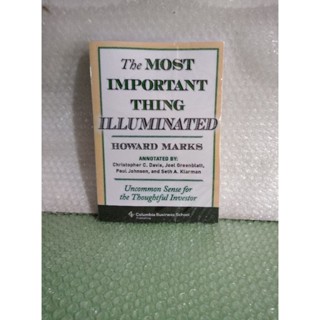 The MOST
IMPORTANT
THING
ILLUMINATED
HOWARD MARKS
ANNOTATED BY:
Christopher C. Davis, Joel Greenblatt,
Paul Johnson, and Seth A. Klarman
Uncommon Sense for
the Thoughtful Investor
Columbia Business School
Publishing